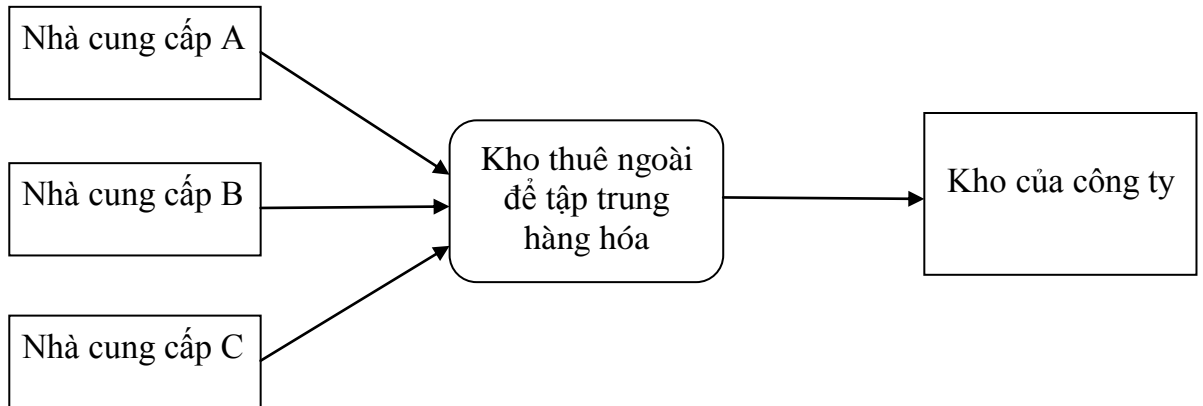 Nhà cung cấp A
Nhà cung cấp B
Nhà cung cấp C
Kho thuê ngoài
để tập trung
hàng hóa
Kho của công ty